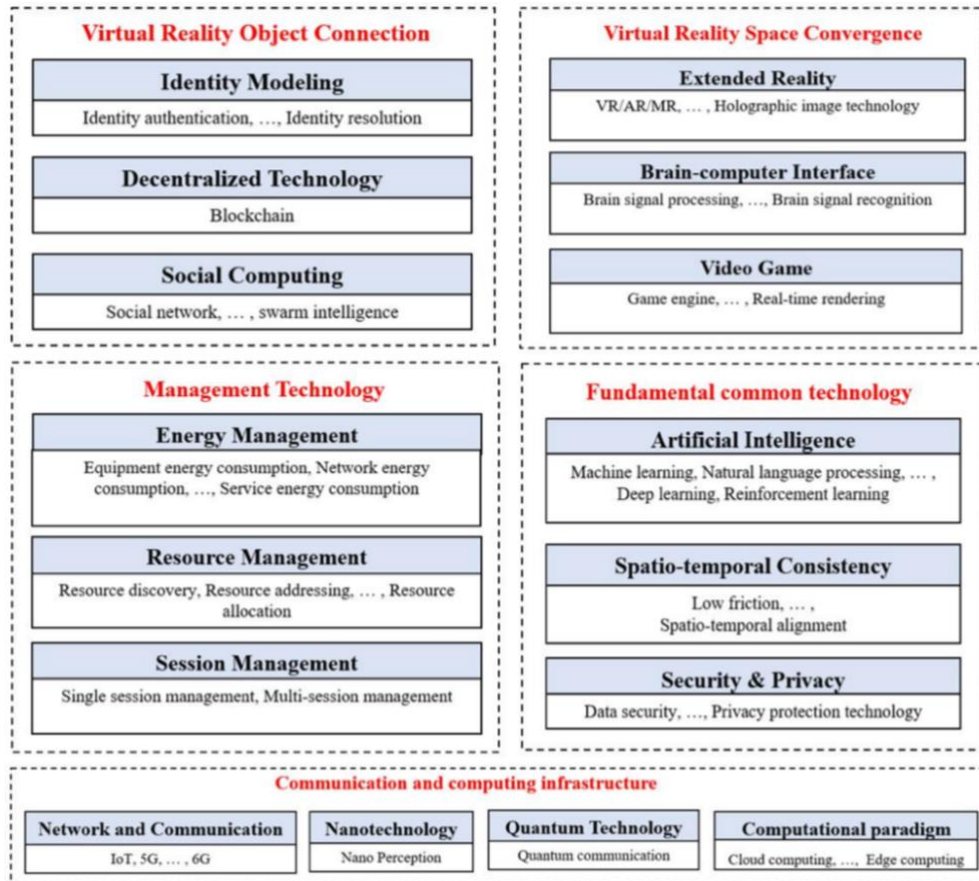 Virtual Reality Object Connection
Identity Modeling
Identity authentication, …, Identity resolution
Decentralized Technology
Blockchain
Social Computing
Social network, … , swarm intelligence
Virtual Reality Space Convergence
Extended Reality
VR/AR/MR, … , Holographic image technology
Brain-computer Interface
Brain signal processing, …, Brain signal recognition
Video Game
Game engine, … , Real-time rendering
Management Technology
Energy Management
Equipment energy consumption, Network energy
consumption, …, Service energy consumption
Resource Management
Resource discovery, Resource addressing, … , Resource
allocation
Session Management
Single session management, Multi-session management
Fundamental common technology
Artificial Intelligence
Machine learning, Natural language processing, … ,
Deep learning, Reinforcement learning
Spatio-temporal Consistency
Low friction, … ,
Spatio-temporal alignment
Security & Privacy
Data security, …, Privacy protection technology
Communication and computing infrastructure
Network and Communication
IoT, 5G, … , 6G
Nanotechnology
Nano Perception
Quantum Technology
Quantum communication
Computational paradigm
Cloud computing, …, Edge computing